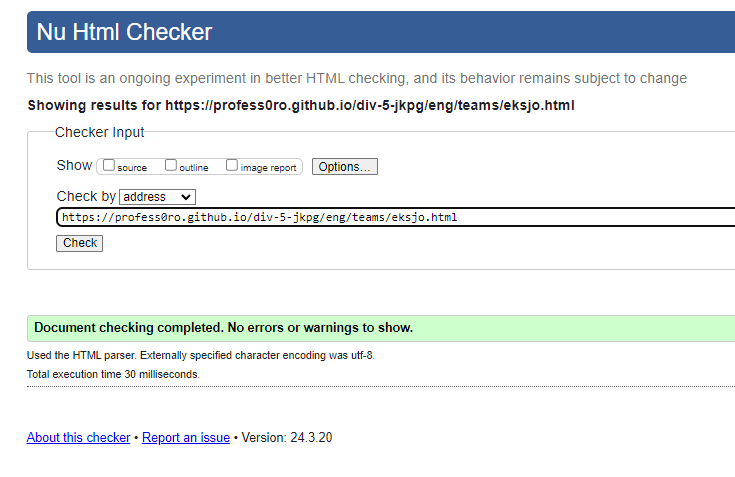 Nu Html Checker
This tool is an ongoing experiment in better HTML checking, and its behavior remains subject to change
Showing results for https://profess0ro.github.io/div-5-jkpg/eng/teams/eksjo.html
Checker Input
Show source outline image report Options...
Check by address
https://profess0ro.github.io/div-5-jkpg/eng/teams/eksjo.html
Check
Document checking completed. No errors or warnings to show.
Used the HTML parser. Externally specified character encoding was utf-8.
Total execution time 30 milliseconds.
About this checker • Report an issue • Version: 24.3.20